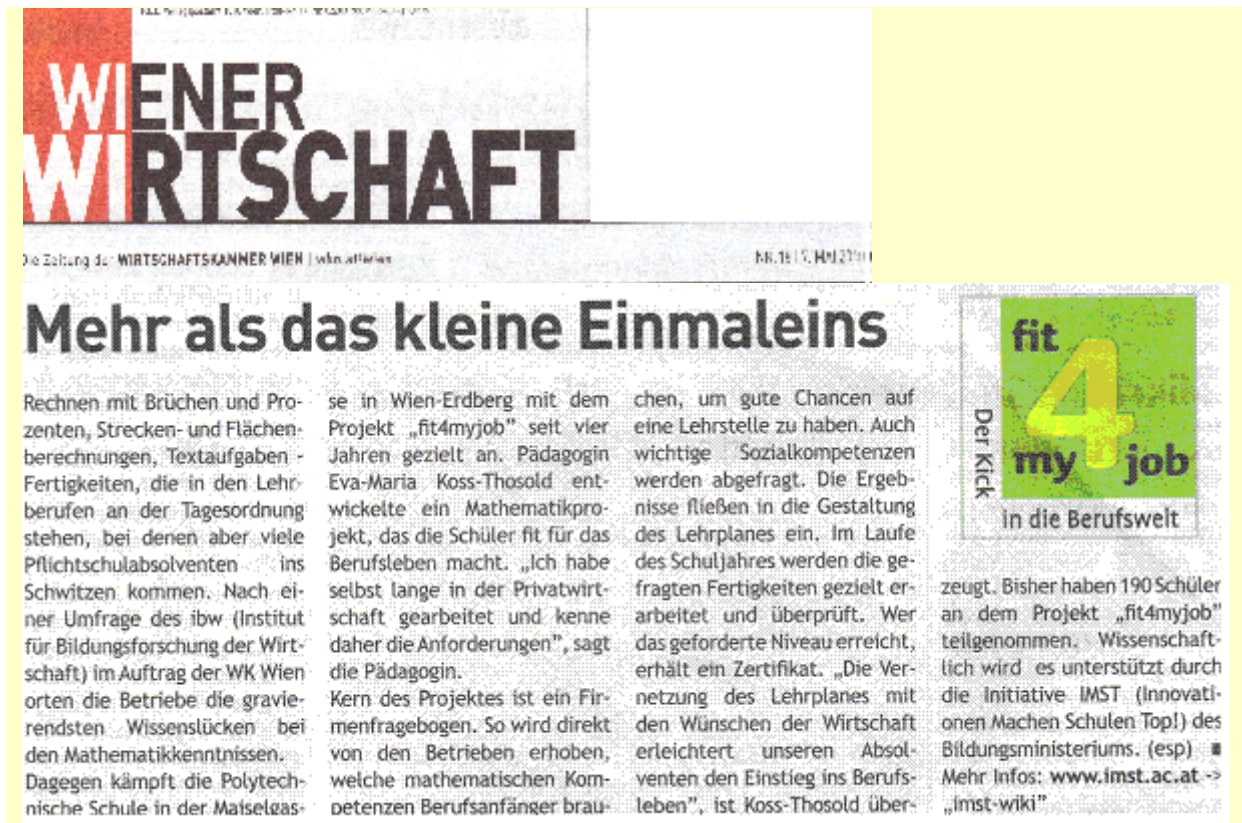 WIENER
WIRTSCHAFT
Die Zeitung der WIRTSCHAFTSKAMMER WIEN |
Mehr als das kleine Einmaleins
Rechnen mit Brüchen und Pro-
zenten, Strecken- und Flächen-
berechnungen, Textaufgaben -
Fertigkeiten, die in den Lehr-
berufen an der Tagesordnung
stehen, bei denen aber viele
Pflichtschulabsolventen ins
Schwitzen kommen. Nach ei-
ner Umfrage des ibw (Institut
für Bildungsforschung der Wirt-
schaft) im Auftrag der WK Wien
orten die Betriebe die gravie-
rendsten Wissenslücken bei
den Mathematikkenntnissen.
Dagegen kämpft die Polytech-
nische Schule in der Maiselgas-
se in Wien-Erdberg mit dem
Projekt „fit4myjob” seit vier
Jahren gezielt an. Pädagogin
Eva-Maria Koss-Thosold ent-
wickelte ein Mathematikpro-
jekt, das die Schüler fit für das
Berufsleben macht. „Ich habe
selbst lange in der Privatwirt-
schaft gearbeitet und kenne
daher die Anforderungen”, sagt
die Pädagogin.
Kern des Projektes ist ein Fir-
menfragebogen. So wird direkt
von den Betrieben erhoben,
welche mathematischen Kom-
petenzen Berufsanfänger brau-
chen, um gute Chancen auf
eine Lehrstelle zu haben. Auch
wichtige Sozialkompetenzen
werden abgefragt. Die Ergeb-
nisse fließen in die Gestaltung
des Lehrplanes ein. Im Laufe
des Schuljahres werden die ge-
fragten Fertigkeiten gezielt er-
arbeitet und überprüft. Wer
das geforderte Niveau erreicht,
erhält ein Zertifikat. „Die Ver-
netzung des Lehrplanes mit
den Wünschen der Wirtschaft
erleichtert unseren Absol-
venten den Einstieg ins Berufs-
leben”, ist Koss-Thosold über-
fit
4
my job
Der Kick
in die Berufswelt
zeugt. Bisher haben 190 Schüler
an dem Projekt „fit4myjob”
teilgenommen. Wissenschaft-
lich wird es unterstützt durch
die Initiative IMST (Innovati-
onen Machen Schulen Top!) des
Bildungsministeriums. (esp) ■
Mehr Infos: www.imst.ac.at ->
„imst-wiki”